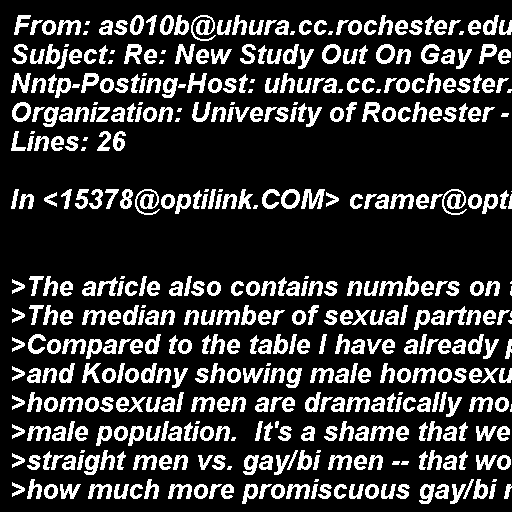 From: as010b@uhura.cc.rochester.edu
Subject: Re: New Study Out On Gay Pe
Nntp-Posting-Host: uhura.cc.rochester.
Organization: University of Rochester -
Lines: 26
In <15378@optilink.COM> cramer@opti
>The article also contains numbers on t
>The median number of sexual partners
>Compared to the table I have already p
>and Kolodny showing male homosexu
>homosexual men are dramatically mo
>male population.  It's a shame that we
>straight men vs. gay/bi men -- that wo
>how much more promiscuous gay/bi m